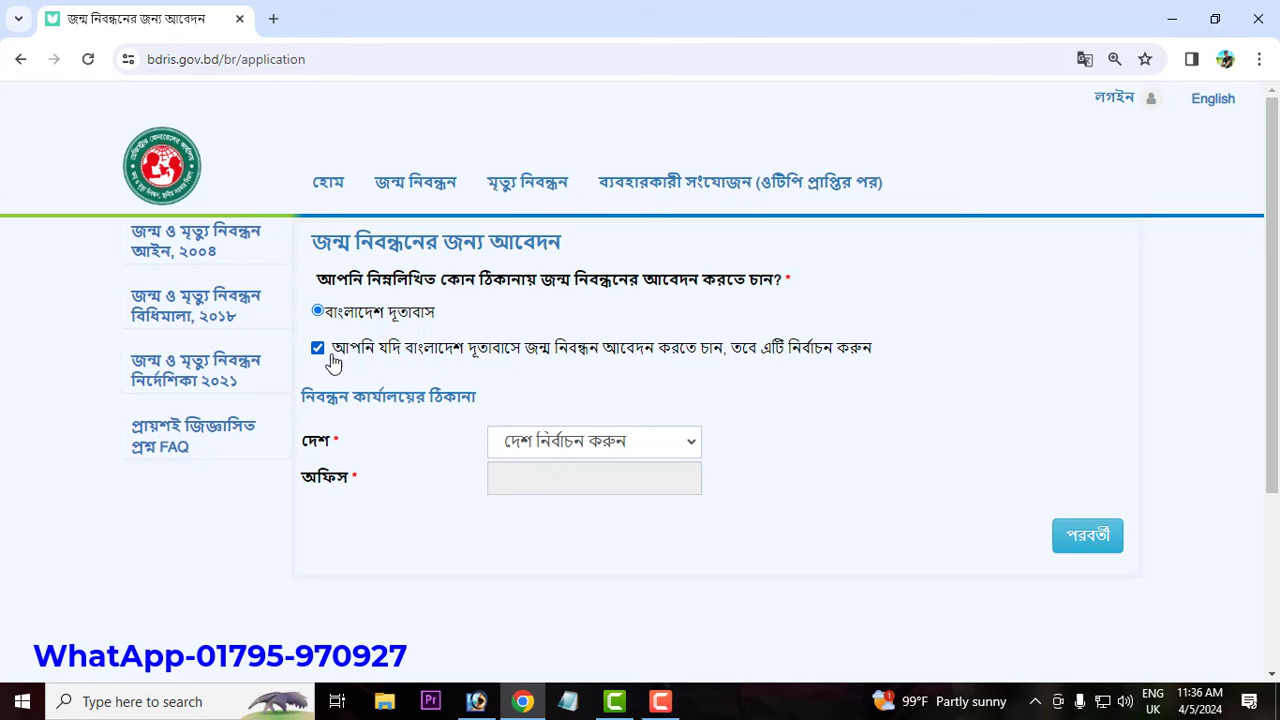 জন্ম নিবন্ধনের জন্য আবেদন
bdris.gov.bd/br/application
লগইন
English
হোম
জন্ম নিবন্ধন
মৃত্যু নিবন্ধন
ব্যবহারকারী সংযোজন (ওটিপি প্রাপ্তির পর)
জন্ম ও মৃত্যু নিবন্ধন
আইন, ২০০৪
জন্ম ও মৃত্যু নিবন্ধন
বিধিমালা, ২০১৮
জন্ম ও মৃত্যু নিবন্ধন
নির্দেশিকা ২০২১
প্রায়শই জিজ্ঞাসিত
প্রশ্ন FAQ
জন্ম নিবন্ধনের জন্য আবেদন
আপনি নিম্নলিখিত কোন ঠিকানায় জন্ম নিবন্ধনের আবেদন করতে চান? *
বাংলাদেশ দূতাবাস
আপনি যদি বাংলাদেশ দূতাবাসে জন্ম নিবন্ধন আবেদন করতে চান, তবে এটি নির্বাচন করুন
নিবন্ধন কার্যালয়ের ঠিকানা
দেশ *
দেশ নির্বাচন করুন
অফিস *
পরবর্তী
WhatApp-01795-970927
Type here to search
Pr
99°F Partly sunny
ENG
UK
11:36 AM
4/5/2024